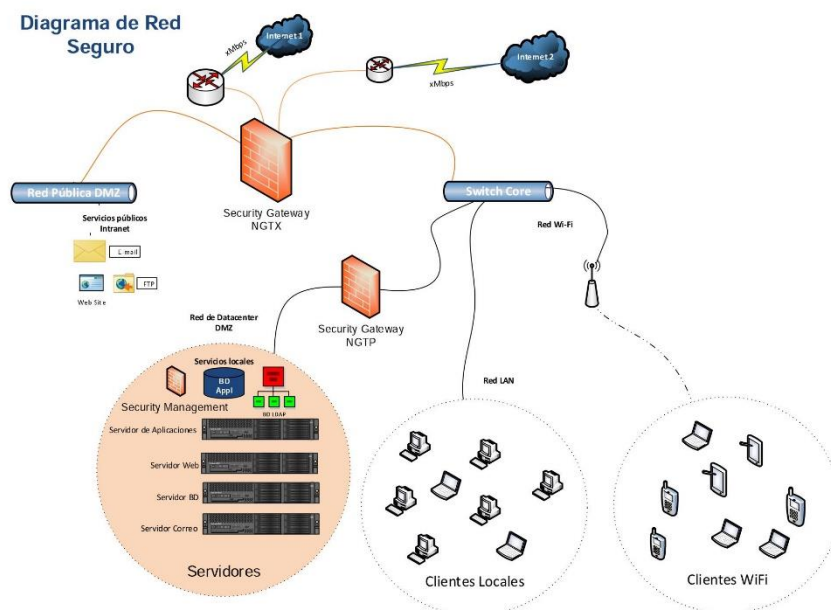 Diagrama de Red
Seguro
Internet 1
xMbps
Internet 2
xMbps
Red Pública DMZ
Security Gateway
NGTX
Switch Core
Servicios públicos
Intranet
E mail
Web Site
FTP
Red Wi-Fi
Security Gateway
NGTP
Red de Datacenter
DMZ
Red LAN
Servicios locales
BD
Appl
Security Management
BD LDAP
Servidor de Aplicaciones
Servidor Web
Servidor BD
Servidor Correo
Servidores
Clientes Locales
Clientes WiFi